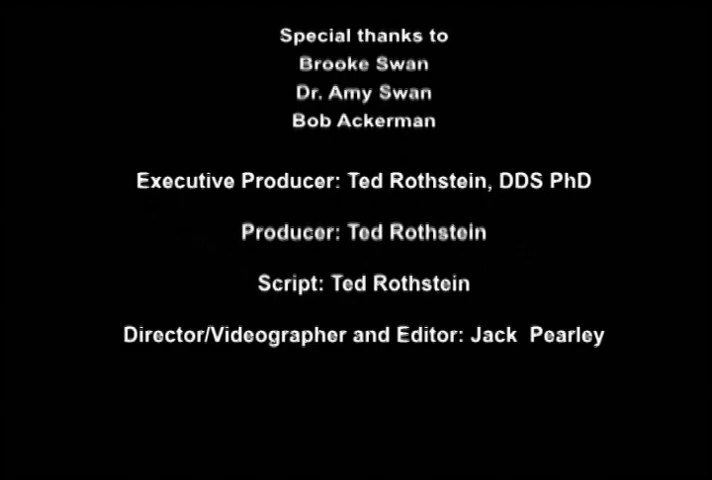 Special thanks to
Brooke Swan
Dr. Amy Swan
Bob Ackerman
Executive Producer: Ted Rothstein, DDS PhD
Producer: Ted Rothstein
Script: Ted Rothstein
Director/Videographer and Editor: Jack  Pearley